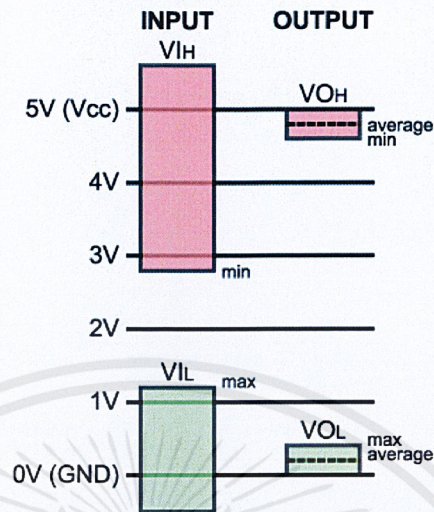 INPUT OUTPUT
VIH
VOH
5V (Vcc)
average
min
4V
3V
min
2V
VIL
max
1V
VOL
max
average
0V (GND)